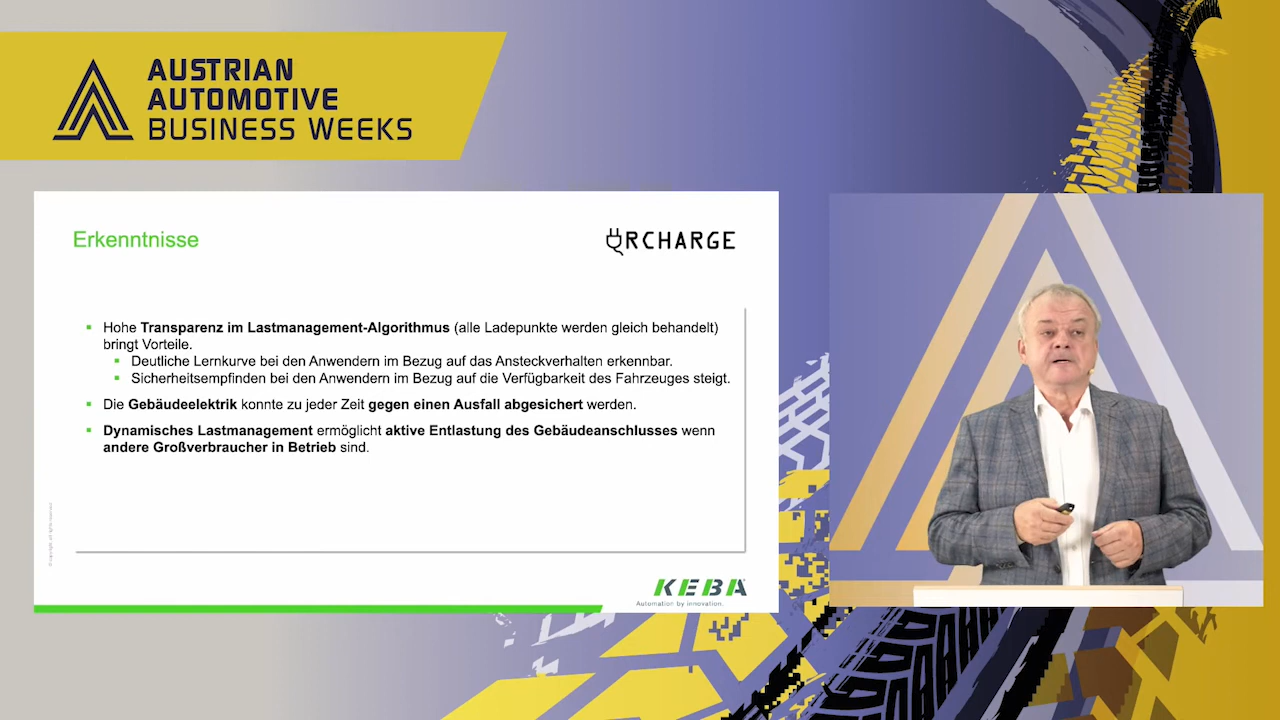 AUSTRIAN
AUTOMOTIVE
BUSINESS WEEKS
Erkenntnisse
URCHARGE
▪ Hohe Transparenz im Lastmanagement-Algorithmus (alle Ladepunkte werden gleich behandelt)
bringt Vorteile.
▪ Deutliche Lernkurve bei den Anwendern im Bezug auf das Ansteckverhalten erkennbar.
▪ Sicherheitsempfinden bei den Anwendern im Bezug auf die Verfügbarkeit des Fahrzeuges steigt.
▪ Die Gebäudeelektrik konnte zu jeder Zeit gegen einen Ausfall abgesichert werden.
▪ Dynamisches Lastmanagement ermöglicht aktive Entlastung des Gebäudeanschlusses wenn
andere Großverbraucher in Betrieb sind.
KEBA
Automation by innovation.